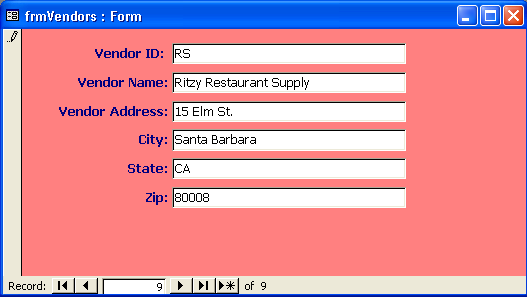 frmVendors : Form
Vendor ID: RS
Vendor Name: Ritzy Restaurant Supply
Vendor Address: 15 Elm St.
City: Santa Barbara
State: CA
Zip: 80008
Record: 9 of 9